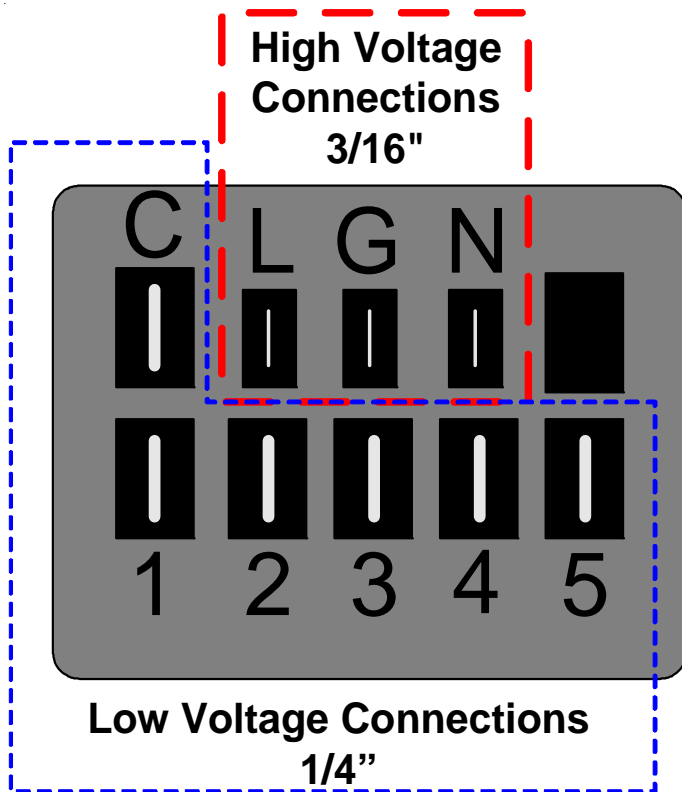 High Voltage
Connections
3/16"
C L G N
1 2 3 4 5
Low Voltage Connections
1/4”